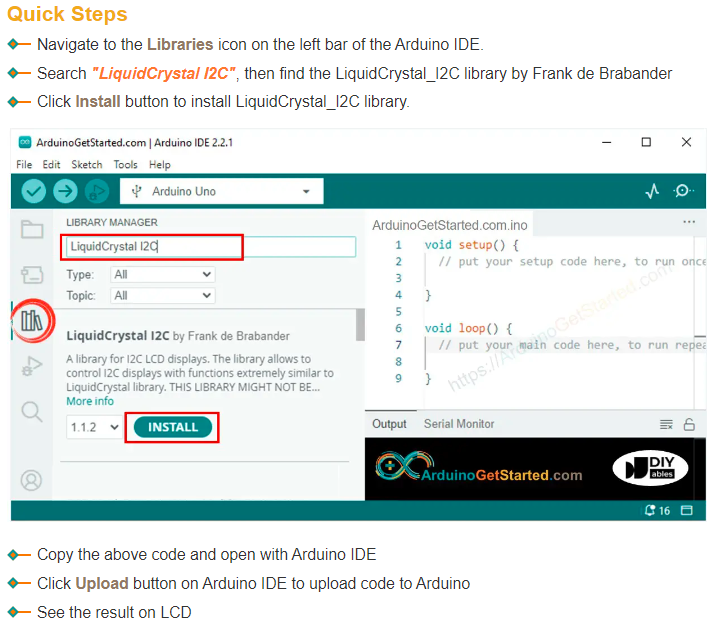 Quick Steps
Navigate to the Libraries icon on the left bar of the Arduino IDE.
Search "LiquidCrystal I2C", then find the LiquidCrystal_I2C library by Frank de Brabander
Click Install button to install LiquidCrystal_I2C library.
ArduinoGetStarted.com | Arduino IDE 2.2.1
File Edit Sketch Tools Help
Arduino Uno
LIBRARY MANAGER
LiquidCrystal I2C
Type: All
Topic: All
LiquidCrystal I2C by Frank de Brabander
A library for I2C LCD displays. The library allows to
control I2C displays with functions extremely similar to
LiquidCrystal library. THIS LIBRARY MIGHT NOT BE...
More info
1.1.2 INSTALL
ArduinoGetStarted.com.ino
1 void setup() {
2 // put your setup code here, to run once
3
4 }
5
6 void loop() {
7 // put your main code here, to run repea
8
9 }
https://ArduinoGetStarted.com
Output Serial Monitor
ArduinoGetStarted.com
DIY
ables
16
Copy the above code and open with Arduino IDE
Click Upload button on Arduino IDE to upload code to Arduino
See the result on LCD